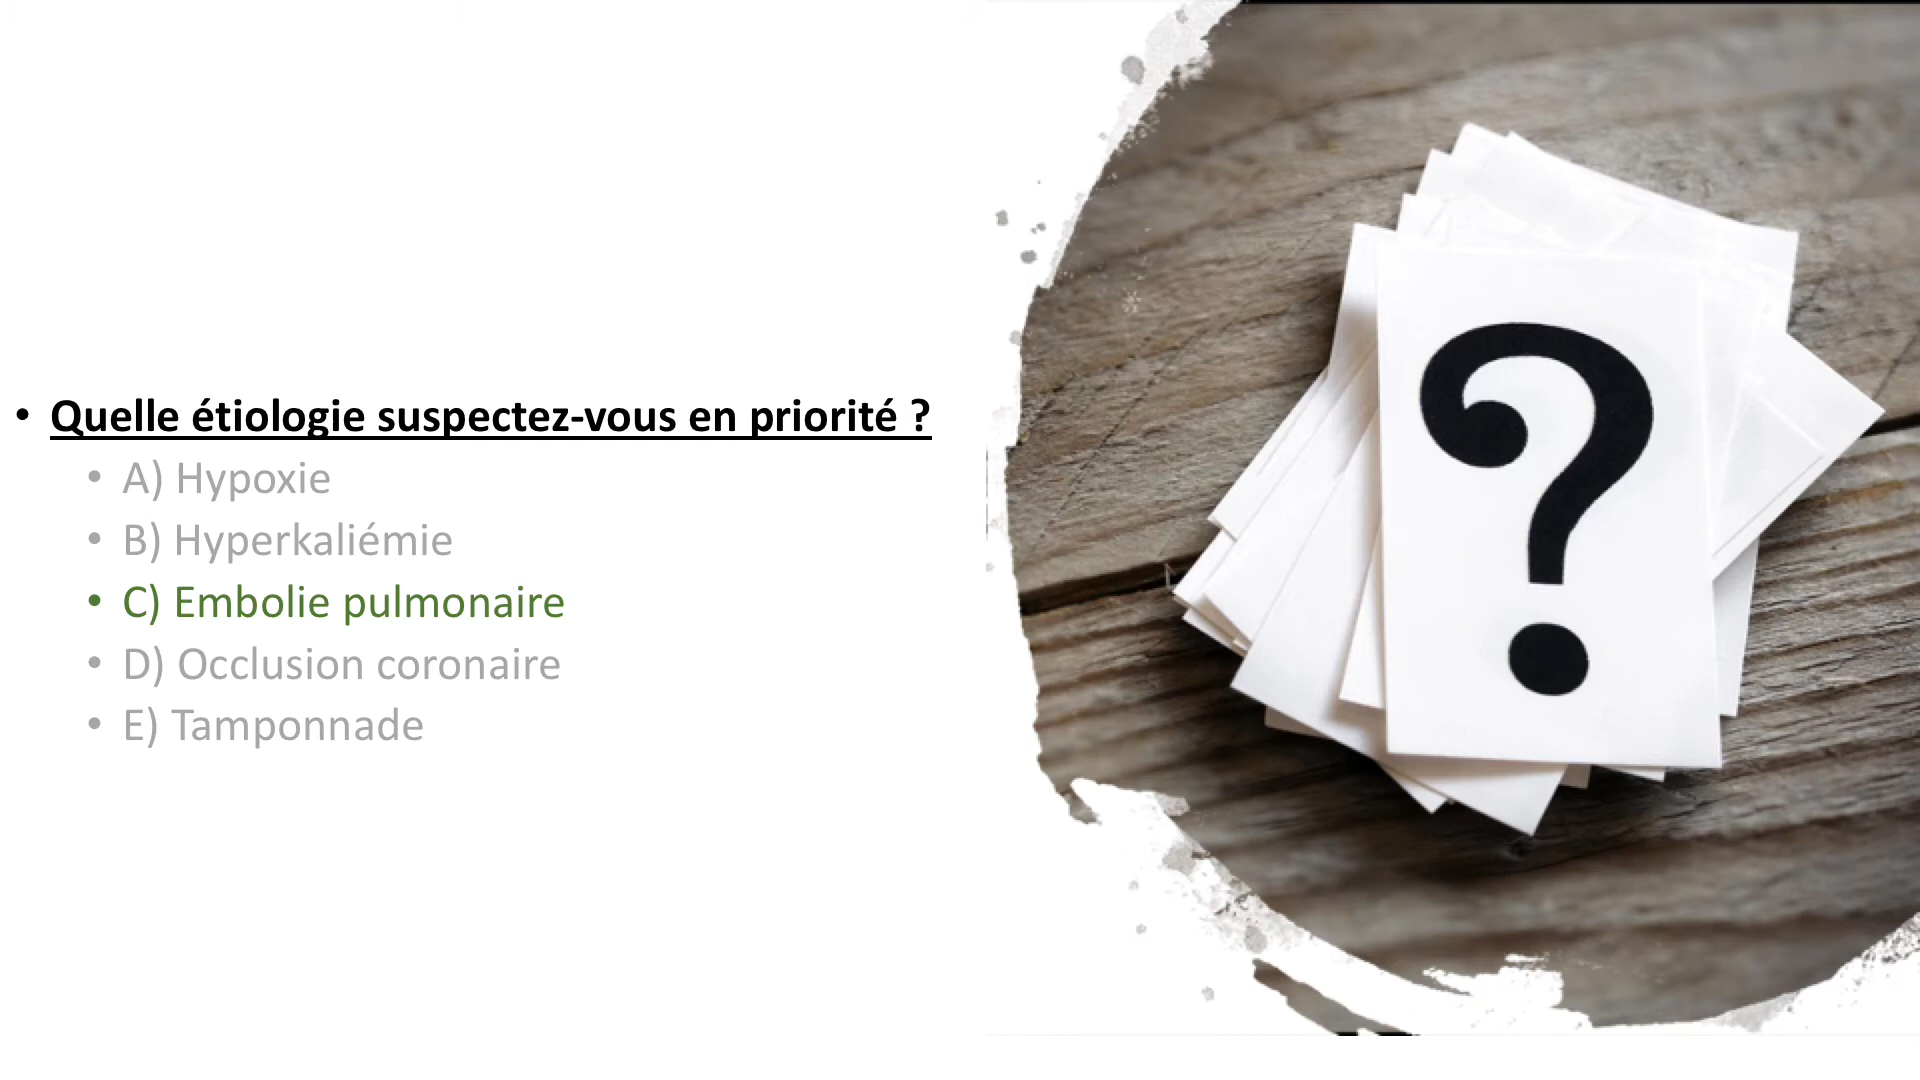 • Quelle étiologie suspectez-vous en priorité ?
• A) Hypoxie
• B) Hyperkaliémie
• C) Embolie pulmonaire
• D) Occlusion coronaire
• E) Tamponnade
?